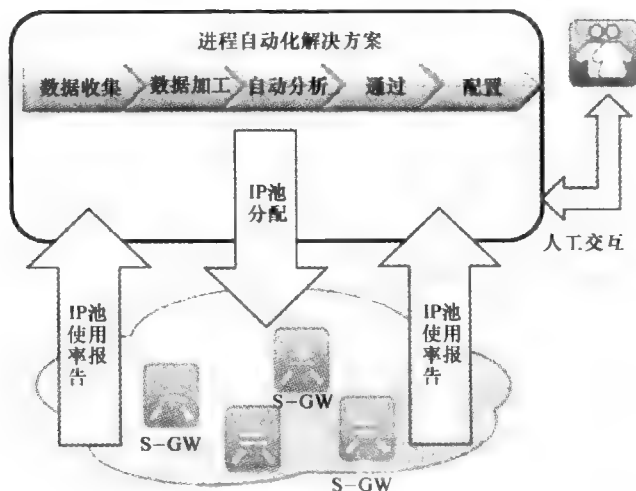 进程自动化解决方案
数据收集 数据加工 自动分析 通过 配置
IP池
分配
人工交互
IP池
使用
率报
告
IP池
使用
率报
告
S-GW
S-GW
S-GW